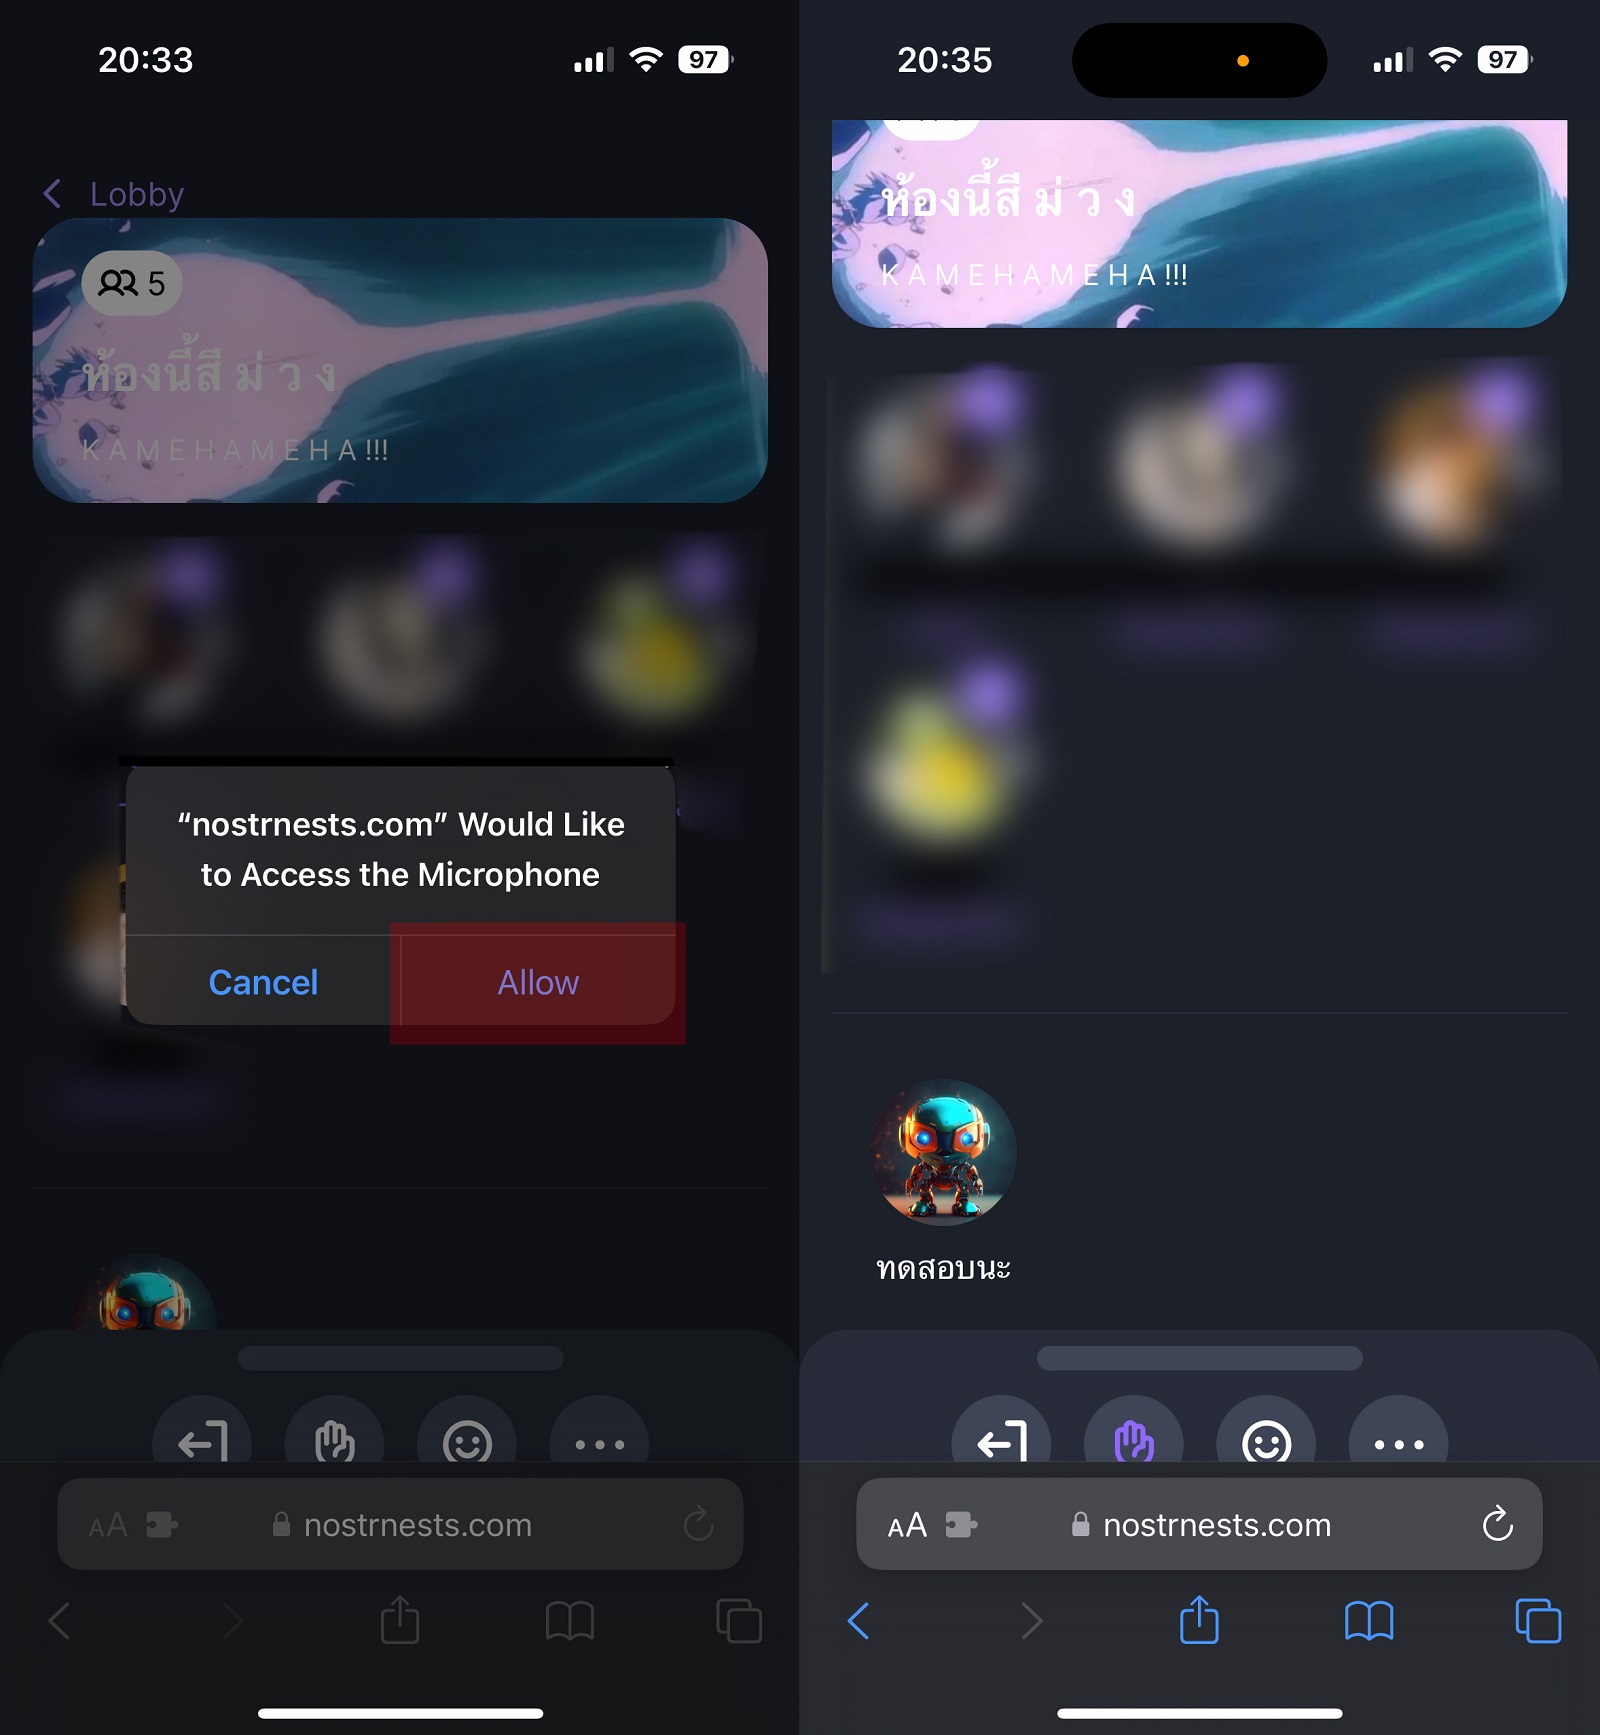 20:33
97
Lobby
5
ห้องนี้สี ม่ ว ง
K A M E H A M E H A !!!
“nostrnests.com” Would Like
to Access the Microphone
Cancel
Allow
AA
nostrnests.com
20:35
97
ห้องนี้สี ม่ ว ง
K A M E H A M E H A !!!
ทดสอบนะ
AA
nostrnests.com